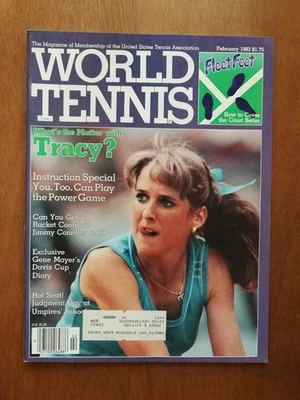 The Magazine of Membership of the United States Tennis Association
February 1983 $1.75
WORLD
TENNIS
Fleet Feet
How to Cover
the Court Better
What's the Matter with
Tracy?
Instruction Special
You, Too, Can Play
the Power Game
Can You Get a
Racket Contract?
Jimmy Connors
Exclusive
Gene Mayer's
Davis Cup
Diary
Hot Seat!
Judgment Day at
Umpires' School